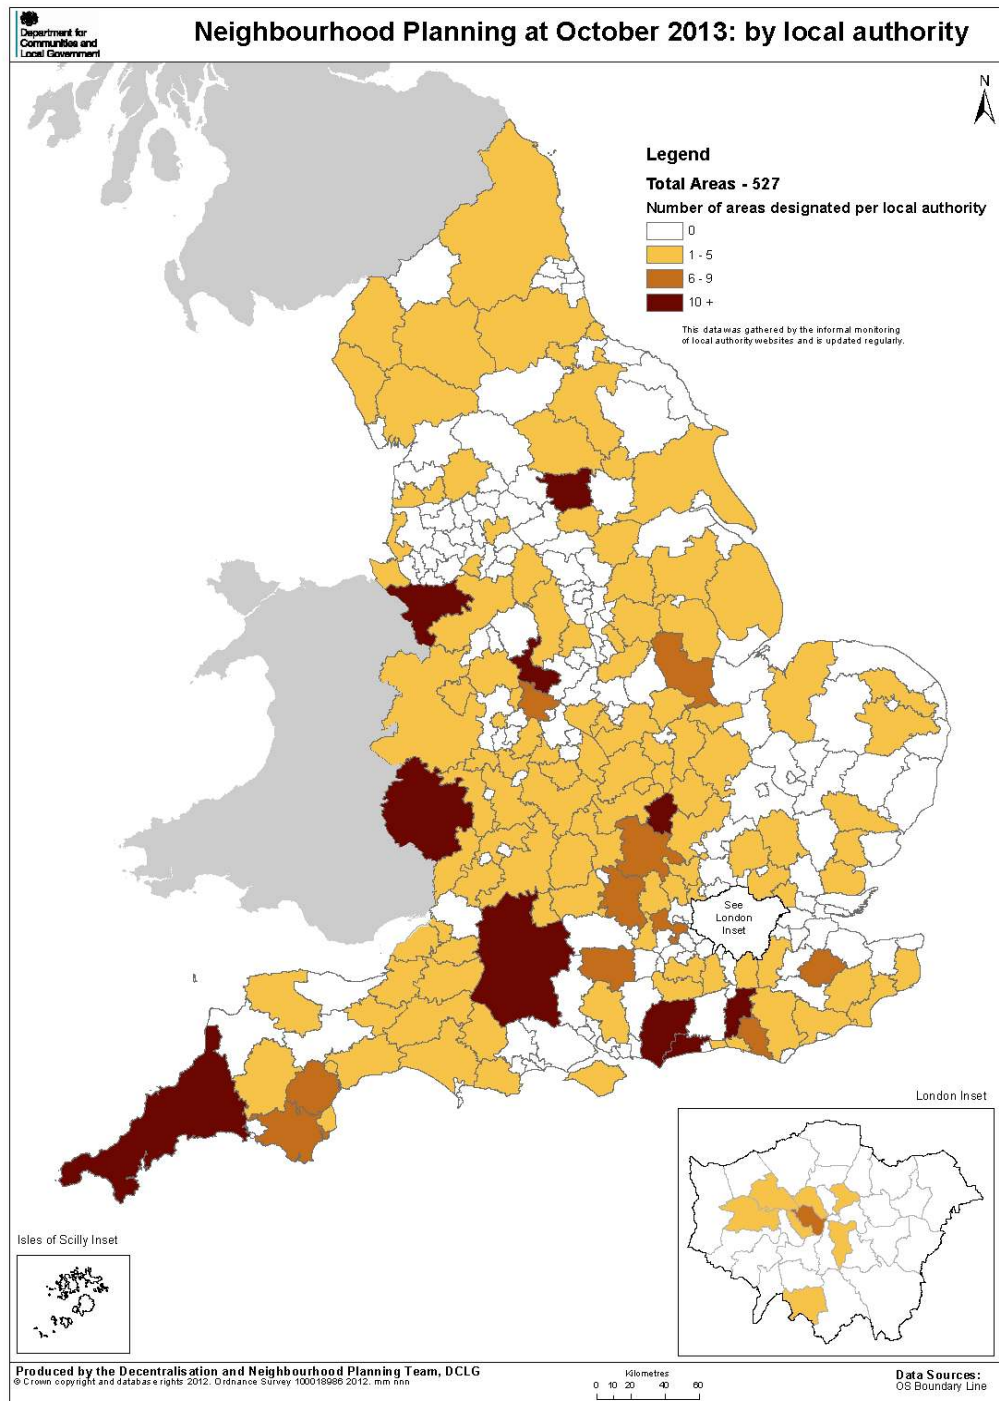 Department for
Communities and
Local Government
Neighbourhood Planning at October 2013: by local authority
N
Legend
Total Areas - 527
Number of areas designated per local authority
0
1 - 5
6 - 9
10 +
This data was gathered by the informal monitoring
of local authority websites and is updated regularly.
See
London
Inset
London Inset
Isles of Scilly Inset
Produced by the Decentralisation and Neighbourhood Planning Team, DCLG
© Crown copyright and database rights 2012. Ordnance Survey 100018986 2012. mm nnn
Kilometres
0 10 20 40 60
Data Sources:
OS Boundary Line